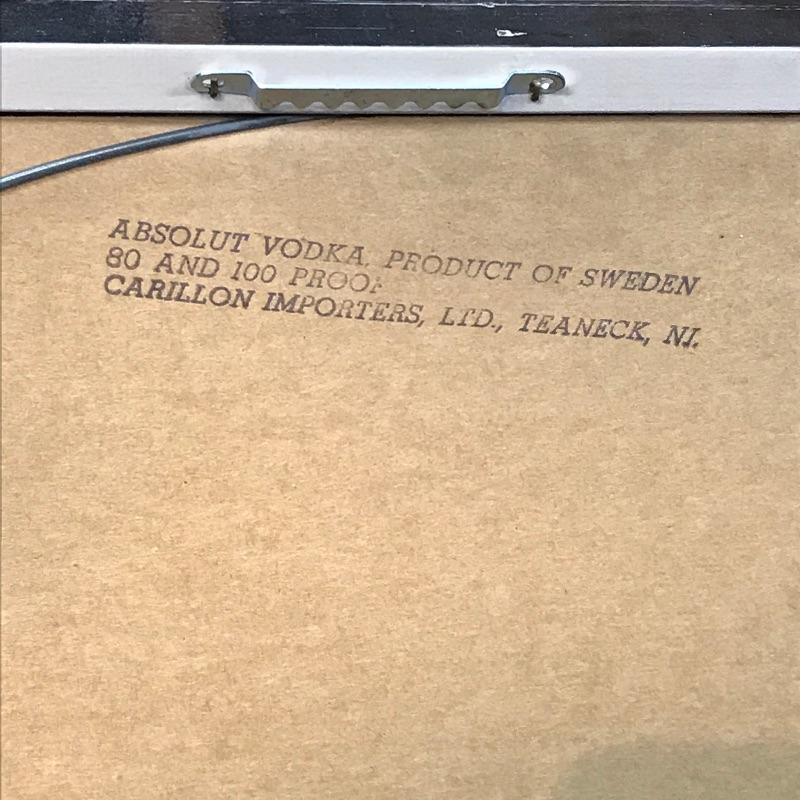 ABSOLUT VODKA. PRODUCT OF SWEDEN
80 AND 100 PROOF
CARILLON IMPORTERS, LTD., TEANECK, NJ.